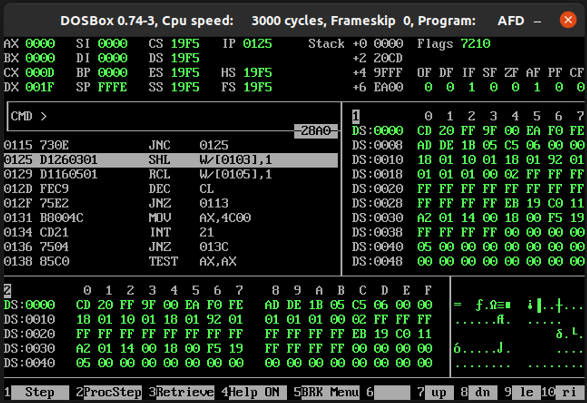 DOSBox 0.74-3, Cpu speed: 3000 cycles, Frameskip 0, Program: AFD
AX 0000 SI 0000 CS 19F5 IP 0125 Stack +0 0000 Flags 7210
BX 0000 DI 0000 DS 19F5 +2 20CD
CX 000D BP 0000 ES 19F5 HS 19F5 +4 9FFF OF DF IF SF ZF AF PF CF
DX 001F SP FFFE SS 19F5 FS 19F5 +6 EA00 0 0 1 0 0 1 0 0
CMD >
28A0
0115 730E JNC 0125
0125 D1260301 SHL W/[0103],1
0129 D1160501 RCL W/[0105],1
012D FEC9 DEC CL
012F 75E2 JNZ 0113
0131 B8004C MOV AX,4C00
0134 CD21 INT 21
0136 7504 JNZ 013C
0138 85C0 TEST AX,AX
1 0 1 2 3 4 5 6 7
DS:0000 CD 20 FF 9F 00 EA F0 FE
DS:0008 AD DE 1B 05 C5 06 00 00
DS:0010 18 01 10 01 18 01 92 01
DS:0018 01 01 01 00 02 FF FF FF
DS:0020 FF FF FF FF FF FF FF FF
DS:0028 FF FF FF FF EB 19 C0 11
DS:0030 A2 01 14 00 18 00 F5 19
DS:0038 FF FF FF FF 00 00 00 00
DS:0040 05 00 00 00 00 00 00 00
DS:0048 00 00 00 00 00 00 00 00
2 0 1 2 3 4 5 6 7 8 9 A B C D E F
DS:0000 CD 20 FF 9F 00 EA F0 FE AD DE 1B 05 C5 06 00 00
DS:0010 18 01 10 01 18 01 92 01 01 01 01 00 02 FF FF FF
DS:0020 FF FF FF FF FF FF FF FF FF FF FF FF EB 19 C0 11
DS:0030 A2 01 14 00 18 00 F5 19 FF FF FF FF 00 00 00 00
DS:0040 05 00 00 00 00 00 00 00 00 00 00 00 00 00 00 00
1 Step 2 ProcStep 3 Retrieve 4 Help ON 5 BRK Menu 6 7 up 8 dn 9 le 10 ri